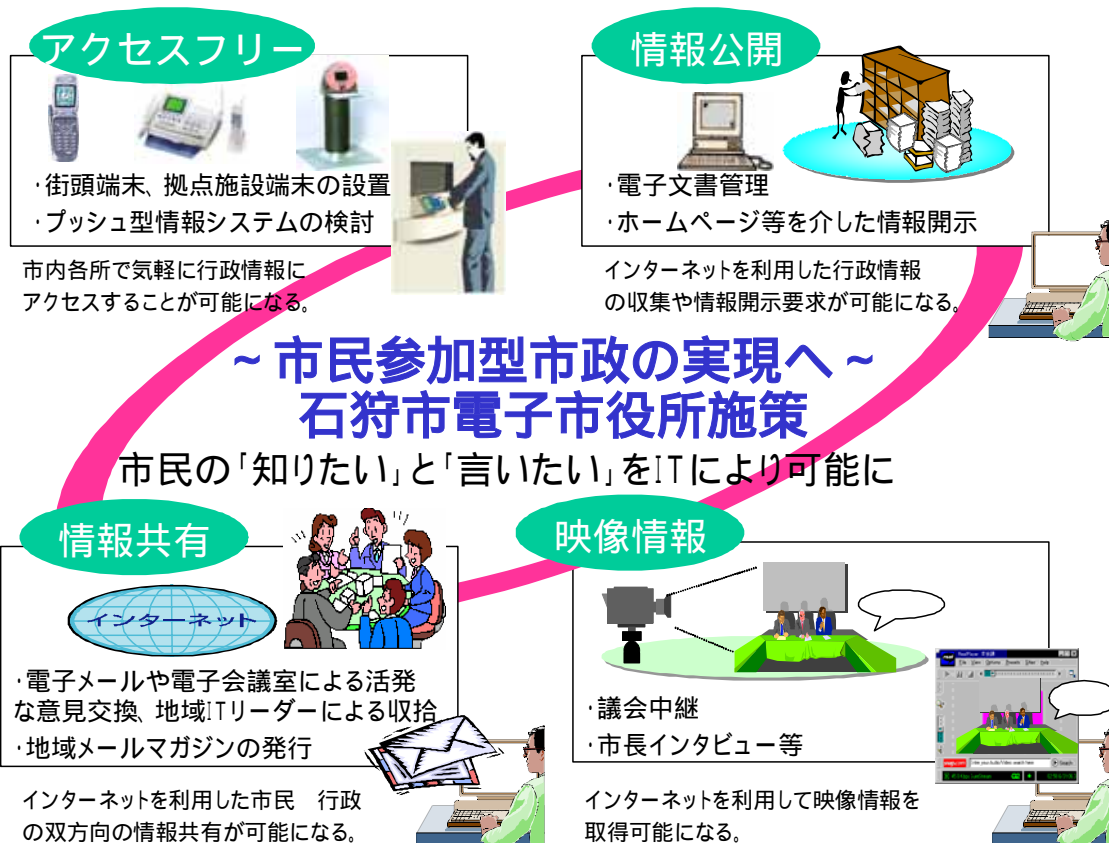 アクセスフリー
・街頭端末、拠点施設端末の設置
・プッシュ型情報システムの検討
市内各所で気軽に行政情報に
アクセスすることが可能になる。
情報公開
・電子文書管理
・ホームページ等を介した情報開示
インターネットを利用した行政情報
の収集や情報開示要求が可能になる。
~市民参加型市政の実現へ~
石狩市電子市役所施策
市民の「知りたい」と「言いたい」をITにより可能に
情報共有
インターネット
・電子メールや電子会議室による活発
な意見交換、地域ITリーダーによる収拾
・地域メールマガジンの発行
インターネットを利用した市民 行政
の双方向の情報共有が可能になる。
映像情報
・議会中継
・市長インタビュー等
インターネットを利用して映像情報を
取得可能になる。